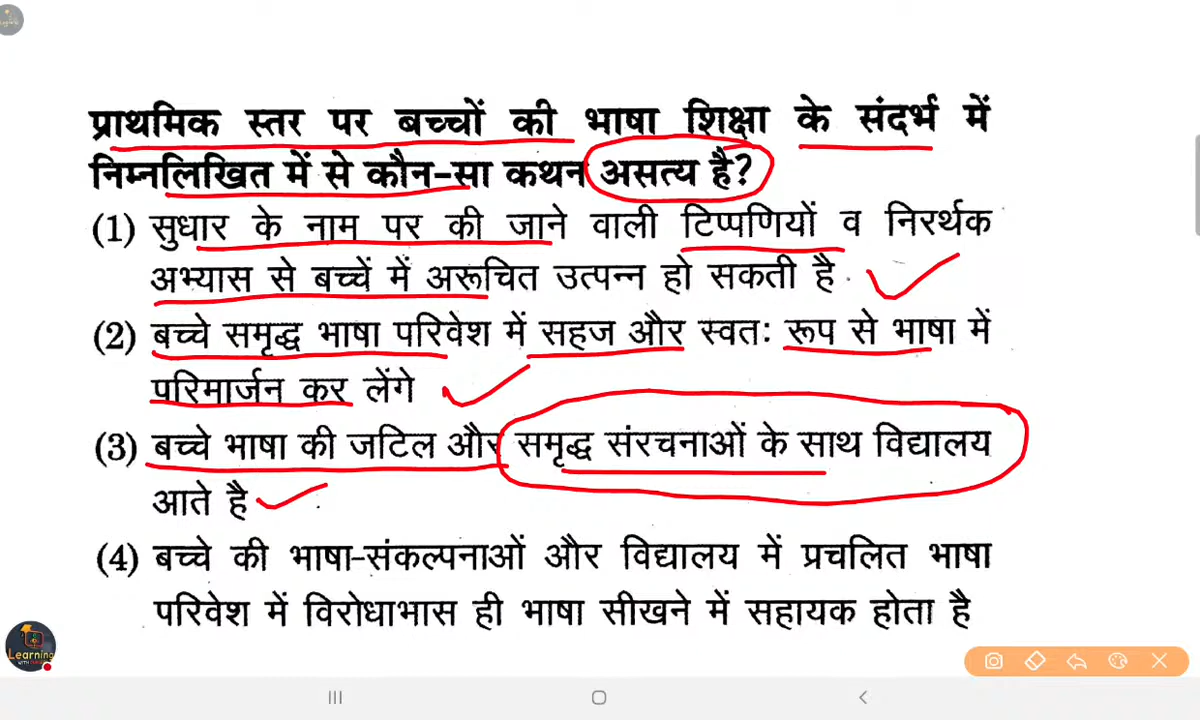 प्राथमिक स्तर पर बच्चों की भाषा शिक्षा के संदर्भ में
निम्नलिखित में से कौन-सा कथन असत्य है?
(1) सुधार के नाम पर की जाने वाली टिप्पणियों व निरर्थक
अभ्यास से बच्चें में अरूचित उत्पन्न हो सकती है
(2) बच्चे समृद्ध भाषा परिवेश में सहज और स्वतः रूप से भाषा में
परिमार्जन कर लेंगे
(3) बच्चे भाषा की जटिल और समृद्ध संरचनाओं के साथ विद्यालय
आते है
(4) बच्चे की भाषा-संकल्पनाओं और विद्यालय में प्रचलित भाषा
परिवेश में विरोधाभास ही भाषा सीखने में सहायक होता है
Learning